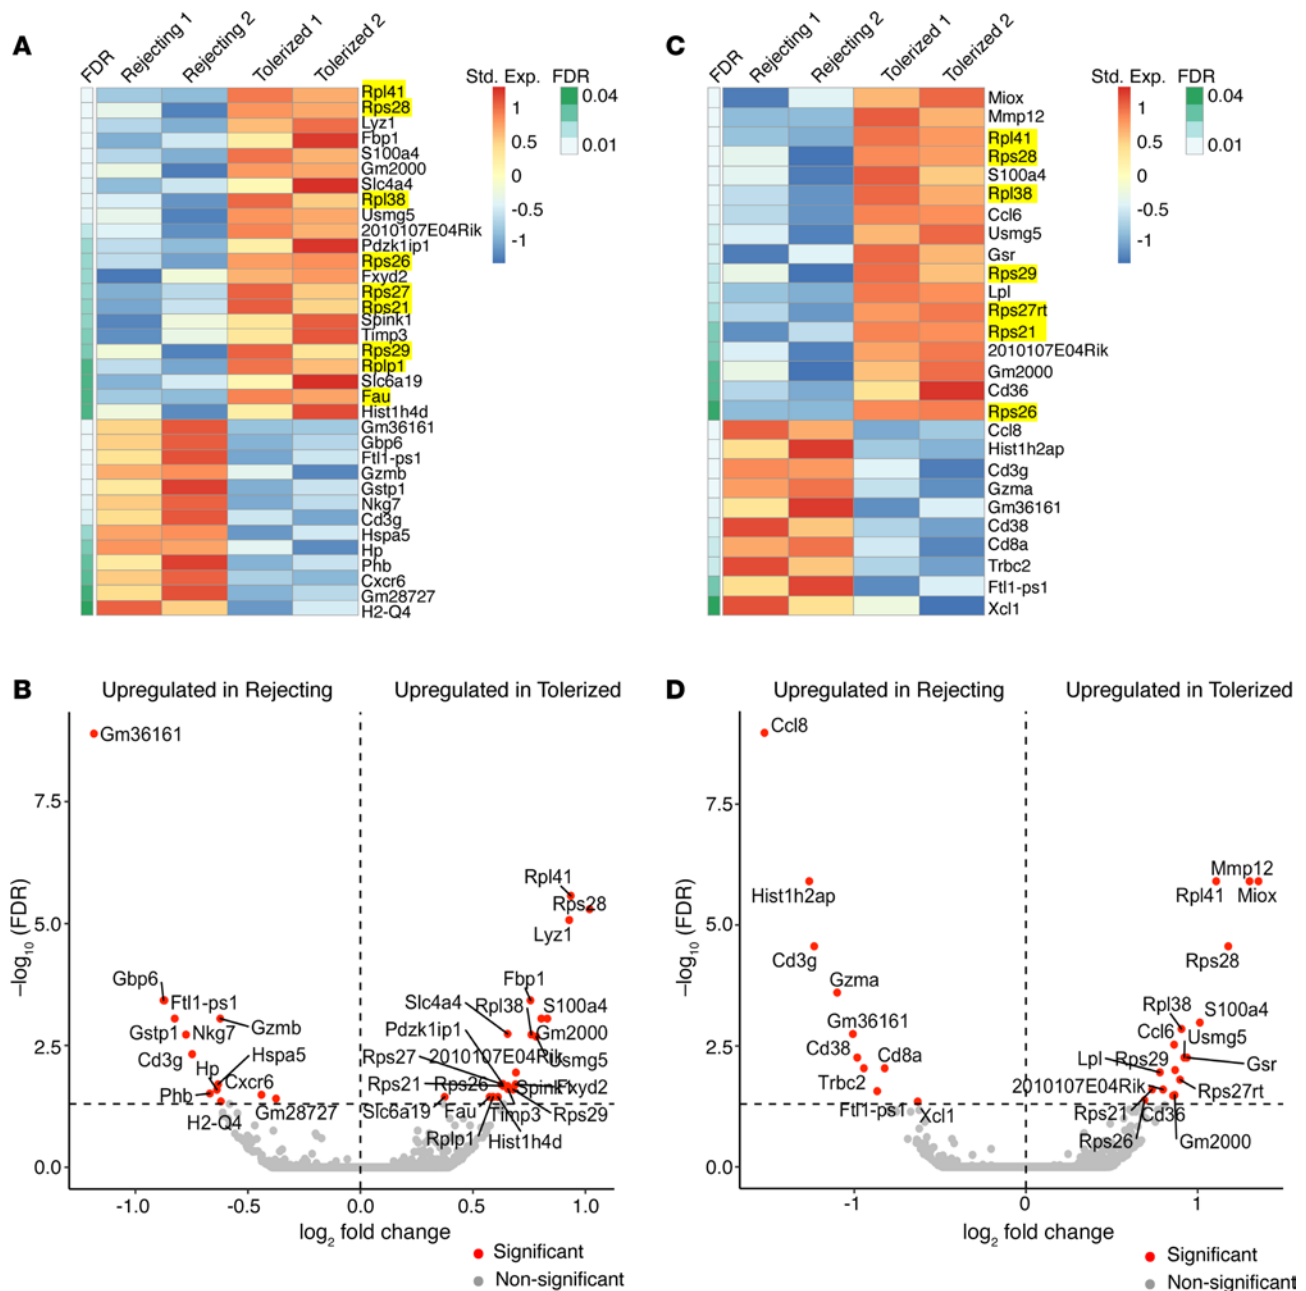 A
FDR
Rejecting 1
Rejecting 2
Tolerized 1
Tolerized 2
Std. Exp.
FDR
1
0.5
0
-0.5
-1
0.04
0.01
Rpl41
Rps28
Lyz1
Fbp1
S100a4
Gm2000
Slc4a4
Rpl38
Usmg5
2010107E04Rik
Pdzk1ip1
Rps26
Fxyd2
Rps27
Rps21
Spink1
Timp3
Rps29
Rplp1
Slc6a19
Fau
Hist1h4d
Gm36161
Gbp6
Ftl1-ps1
Gzmb
Gstp1
Nkg7
Cd3g
Hspa5
Hp
Phb
Cxcr6
Gm28727
H2-Q4
C
FDR
Rejecting 1
Rejecting 2
Tolerized 1
Tolerized 2
Std. Exp.
FDR
1
0.5
0
-0.5
-1
0.04
0.01
Miox
Mmp12
Rpl41
Rps28
S100a4
Rpl38
Ccl6
Usmg5
Gsr
Rps29
Lpl
Rps27rt
Rps21
2010107E04Rik
Gm2000
Cd36
Rps26
Ccl8
Hist1h2ap
Cd3g
Gzma
Gm36161
Cd38
Cd8a
Trbc2
Ftl1-ps1
Xcl1
B
Upregulated in Rejecting
Upregulated in Tolerized
−log10 (FDR)
7.5
5.0
2.5
0.0
Gm36161
Rpl41
Rps28
Lyz1
Gbp6
Fbp1
Ftl1-ps1
Slc4a4
Rpl38
S100a4
Gstp1
Nkg7
Gzmb
Pdzk1ip1
Gm2000
Cd3g
Hspa5
Rps27
2010107E04Rik
Usmg5
Hp
Cxcr6
Rps21
Rps26
Spink1
Fxyd2
Phb
Gm28727
Slc6a19
Fau
Timp3
Rps29
H2-Q4
Rplp1
Hist1h4d
-1.0
-0.5
0.0
0.5
1.0
log2 fold change
Significant
Non-significant
D
Upregulated in Rejecting
Upregulated in Tolerized
−log10 (FDR)
7.5
5.0
2.5
0.0
Ccl8
Mmp12
Hist1h2ap
Rpl41
Miox
Cd3g
Rps28
Gzma
Rpl38
S100a4
Gm36161
Ccl6
Usmg5
Cd38
Cd8a
Lpl
Rps29
Gsr
Trbc2
2010107E04Rik
Rps27rt
Ftl1-ps1
Xcl1
Rps21
Cd36
Rps26
Gm2000
-1
0
1
log2 fold change
Significant
Non-significant